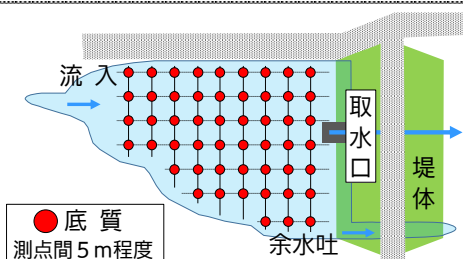 流 入
取水口
堤体
底 質
測点間5m程度
余水吐